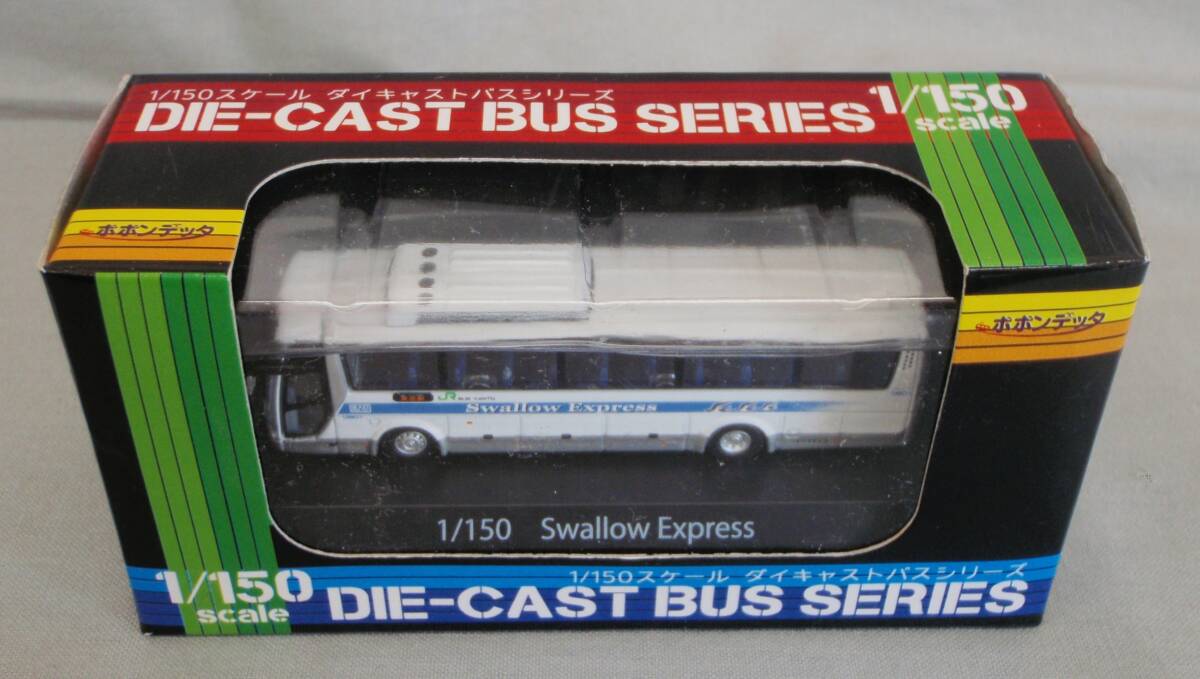 1/150スケール ダイキャストバスシリーズ
DIE-CAST BUS SERIES
1/150
scale
ポポンデッタ
ポポンデッタ
JR
Swallow Express
1/150 Swallow Express
1/150スケール ダイキャストバスシリーズ
1/150
scale
DIE-CAST BUS SERIES